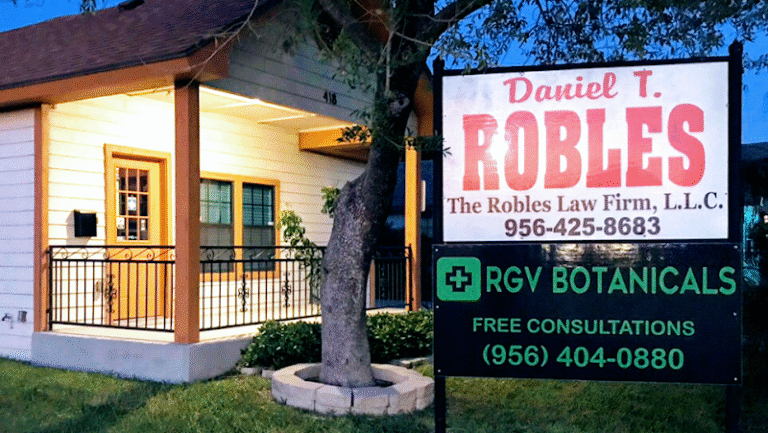 418
Daniel T.
ROBLES
The Robles Law Firm, L.L.C.
956-425-8683
RGV BOTANICALS
FREE CONSULTATIONS
(956) 404-0880